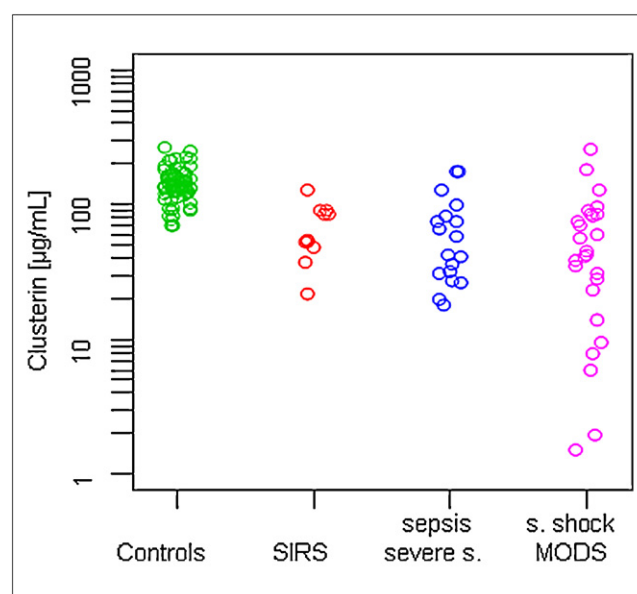 Clusterin [µg/mL]
1000
100
10
1
Controls
SIRS
sepsis
severe s.
s. shock
MODS